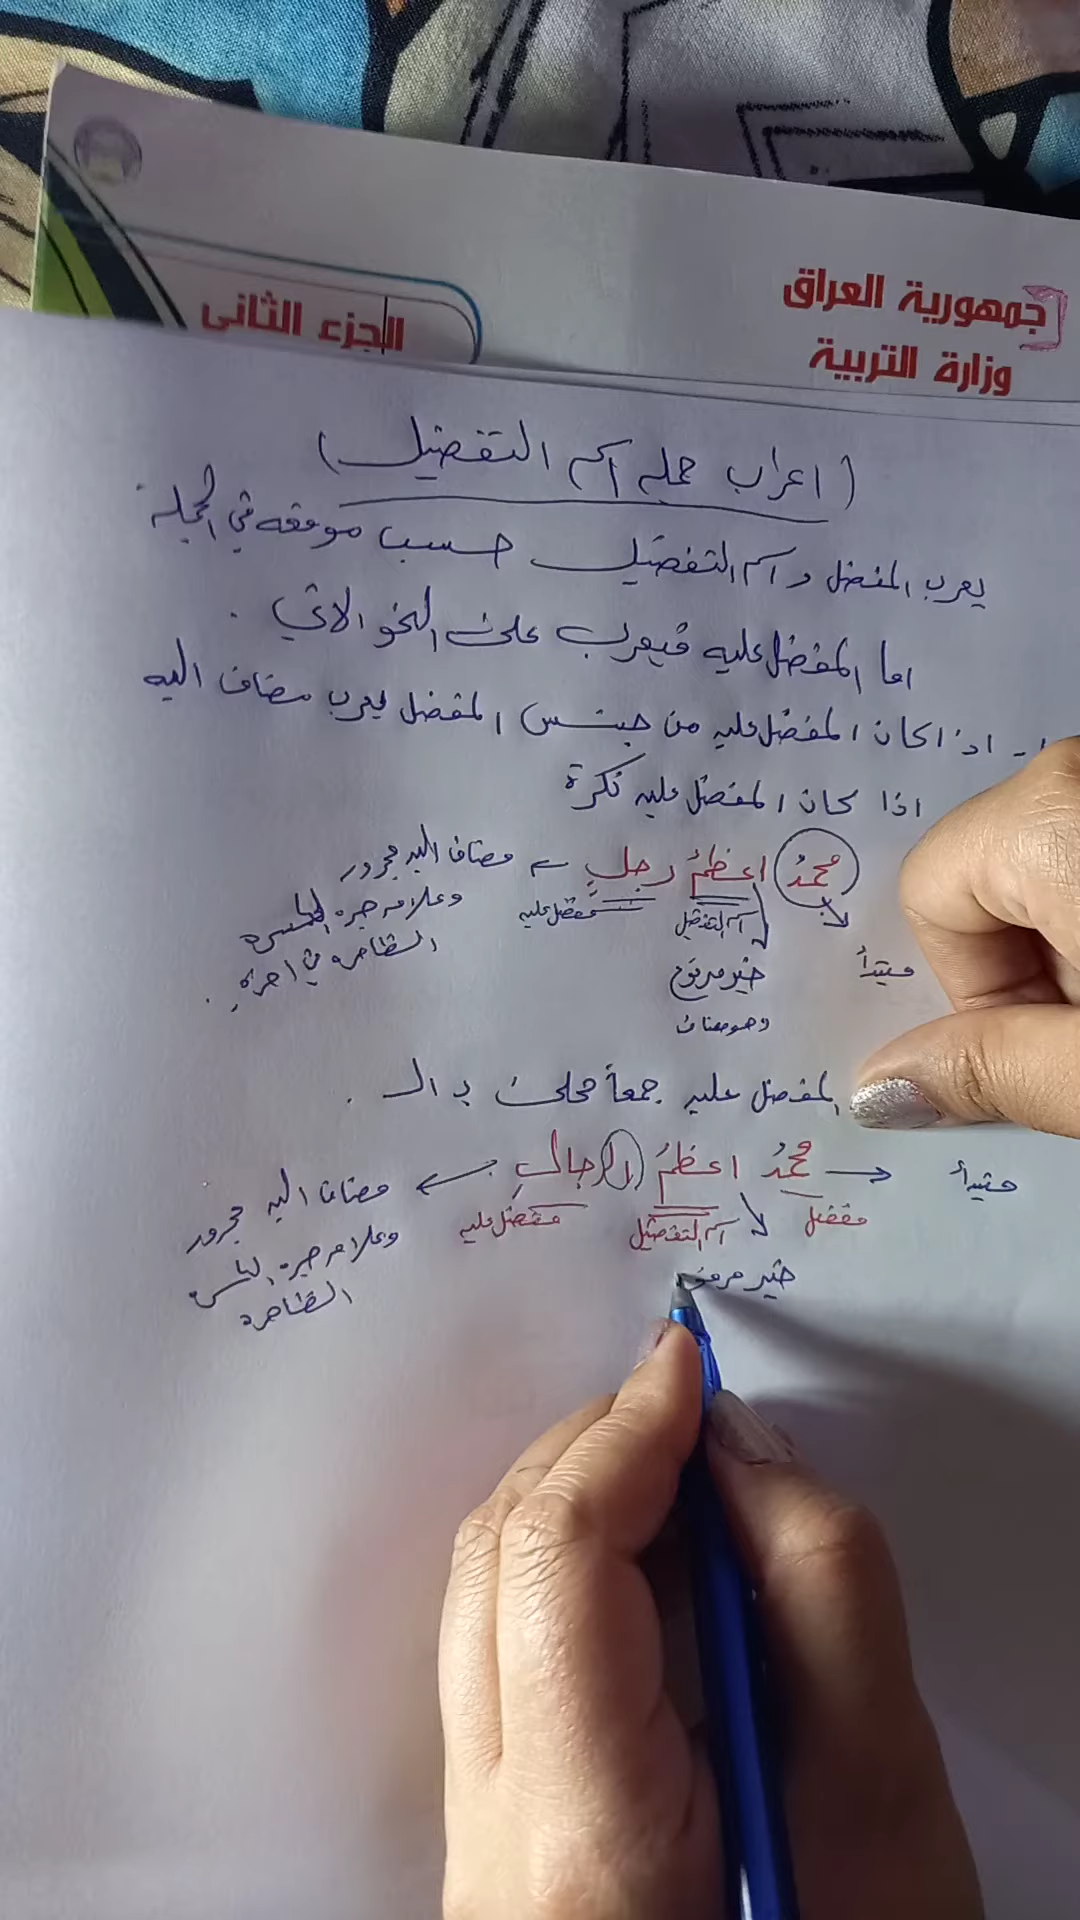 جمهورية العراق
وزارة التربية
الجزء الثاني
( اعراب جملة اسم التفضيل )
يعرب المفضل واسم التفضيل حسب موقعه في الجملة
اما المفضل عليه فيعرب على النحو الاتي .
١- اذا كان المفضل عليه من جنس المفضل يعرب مضاف اليه
اذا كان المفضل عليه نكرة
محمدُ اعظمُ رجلٍ ← مضاف اليه مجرور
وعلامة جره الكسرة
الظاهرة في اخره .
اسم التفضيل مفضل عليه
مبتدأ
خبر مرفوع
وهو مضاف
المفضل عليه جمعاً محلى بـ ال .
مبتدأ ← محمدُ اعظمُ الرجالِ ← مضاف اليه مجرور
وعلامة جره الكسرة
الظاهرة
مفضل اسم التفضيل مفضل عليه
خبر مرفو